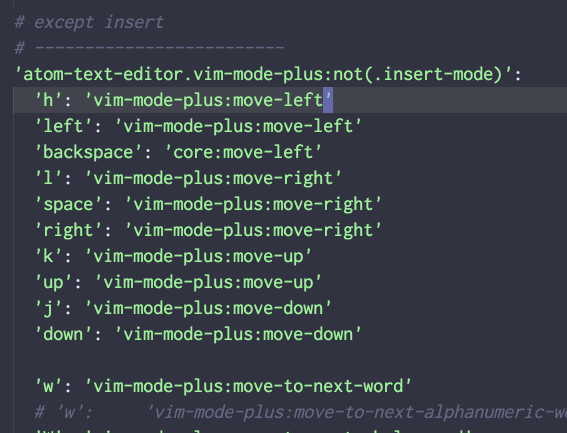 # except insert
# -------------------------
'atom-text-editor.vim-mode-plus:not(.insert-mode)':
  'h': 'vim-mode-plus:move-left'
  'left': 'vim-mode-plus:move-left'
  'backspace': 'core:move-left'
  'l': 'vim-mode-plus:move-right'
  'space': 'vim-mode-plus:move-right'
  'right': 'vim-mode-plus:move-right'
  'k': 'vim-mode-plus:move-up'
  'up': 'vim-mode-plus:move-up'
  'j': 'vim-mode-plus:move-down'
  'down': 'vim-mode-plus:move-down'
  'w': 'vim-mode-plus:move-to-next-word'
  # 'w':     'vim-mode-plus:move-to-next-alphanumeric-w